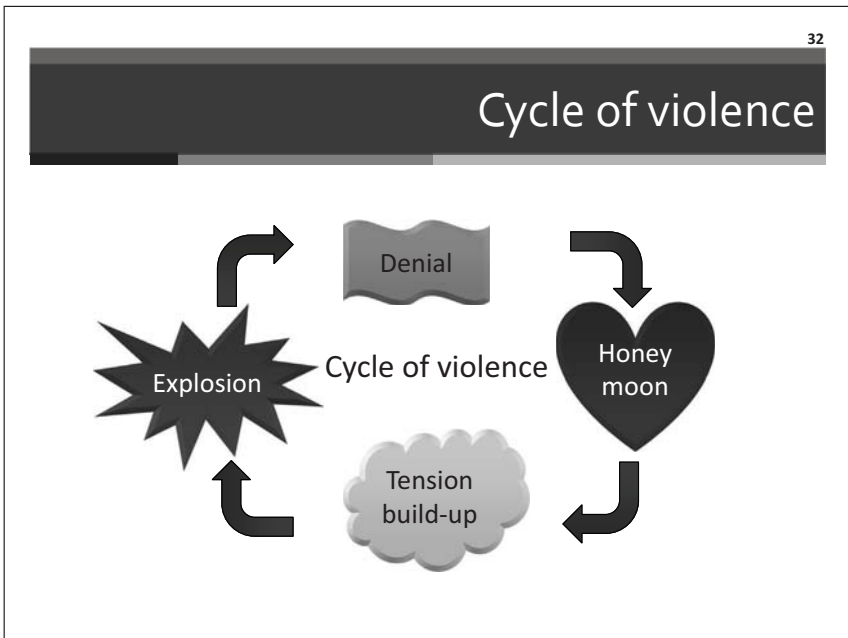 32
Cycle of violence
Denial
Explosion
Cycle of violence
Honey
moon
Tension
build-up